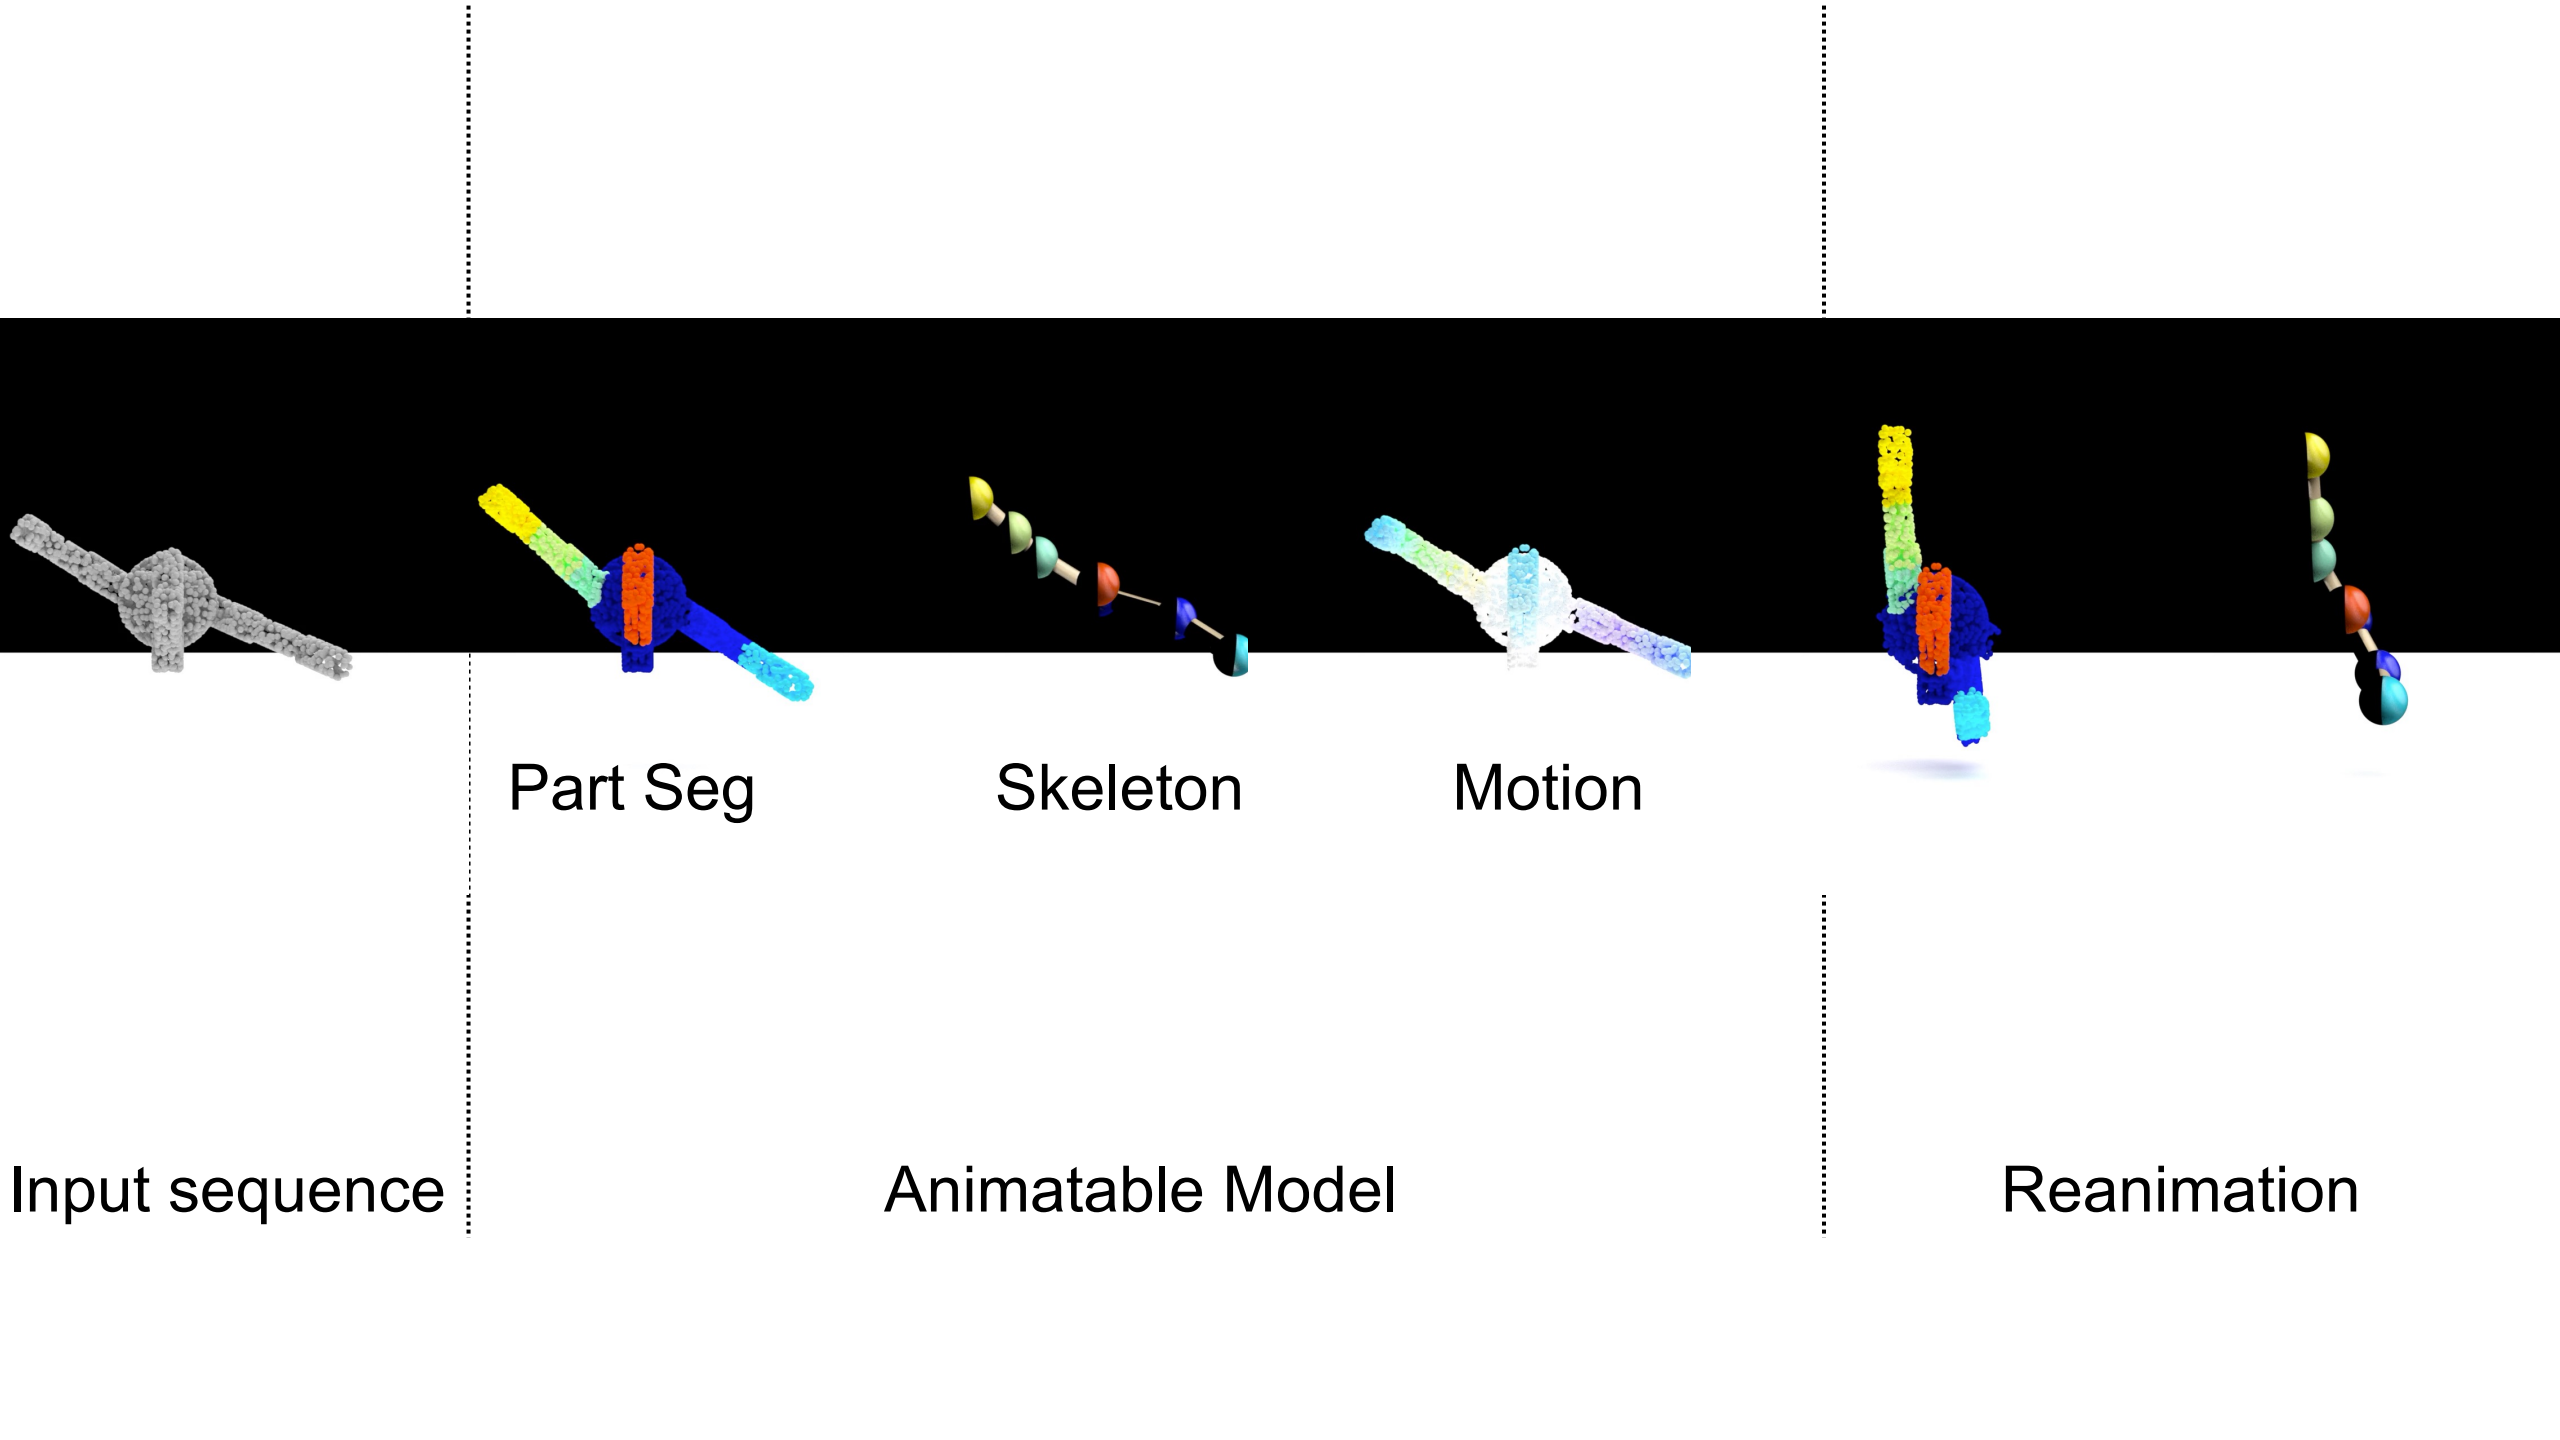 Part Seg
Skeleton
Motion
Input sequence
Animatable Model
Reanimation